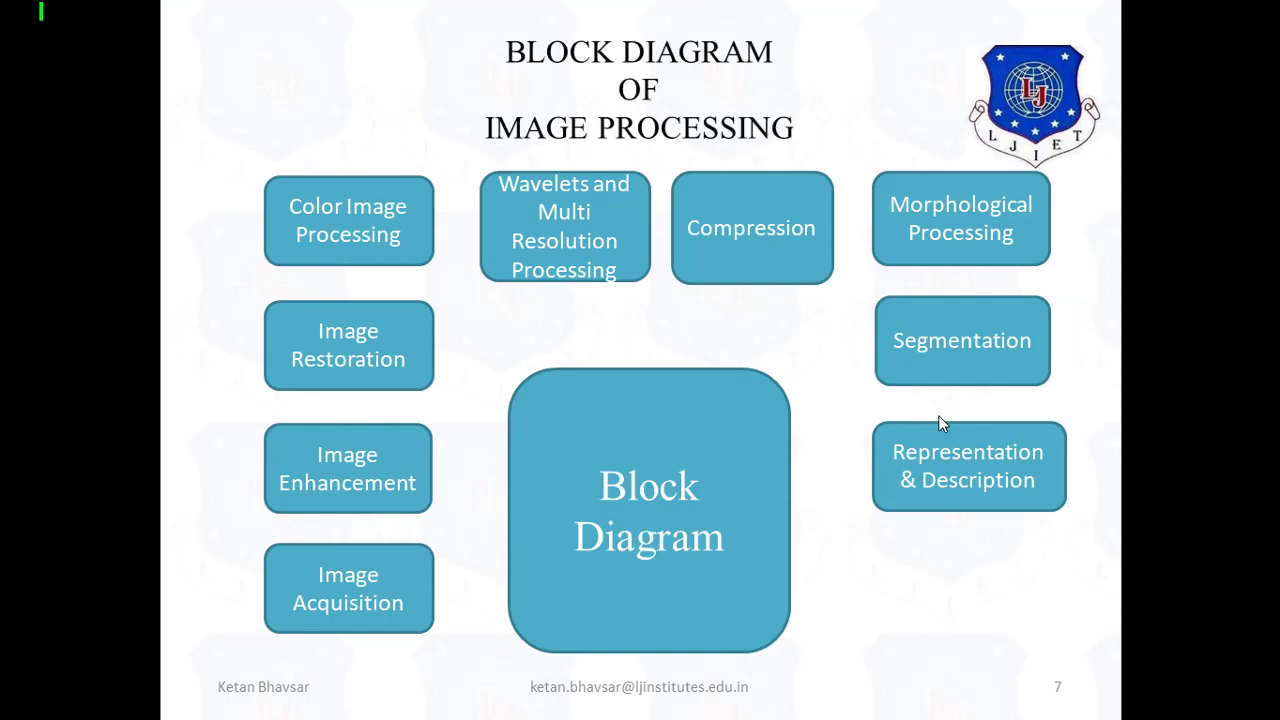 BLOCK DIAGRAM
OF
IMAGE PROCESSING
LJ
L J I E T
Color Image
Processing
Wavelets and
Multi
Resolution
Processing
Compression
Morphological
Processing
Image
Restoration
Segmentation
Image
Enhancement
Block
Diagram
Representation
& Description
Image
Acquisition
Ketan Bhavsar
ketan.bhavsar@ljinstitutes.edu.in
7